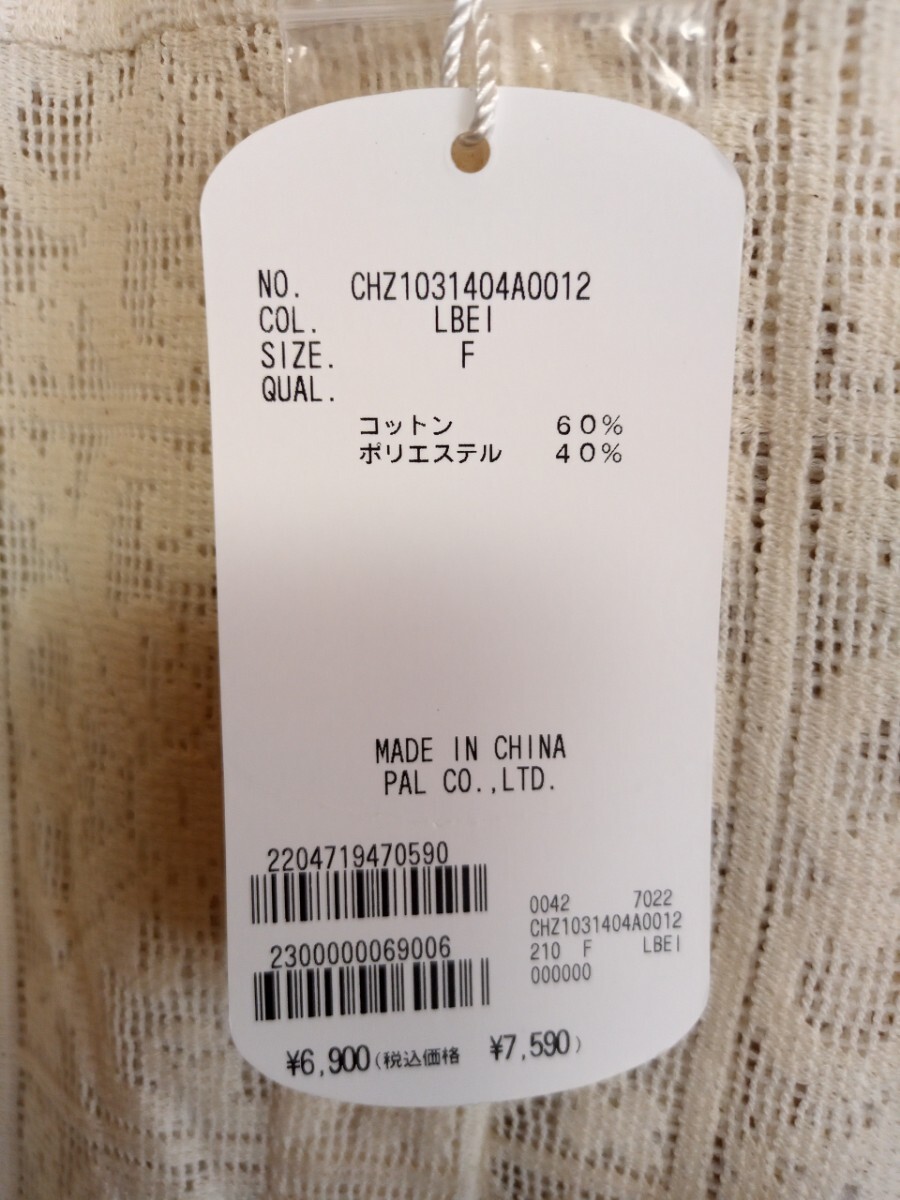 NO. CHZ1031404A0012
COL. LBEI
SIZE. F
QUAL.
コットン 60%
ポリエステル 40%
MADE IN CHINA
PAL CO.,LTD.
2204719470590
2300000069006
0042 7022
CHZ1031404A0012
210 F LBEI
000000
¥6,900(税込価格 ¥7,590)